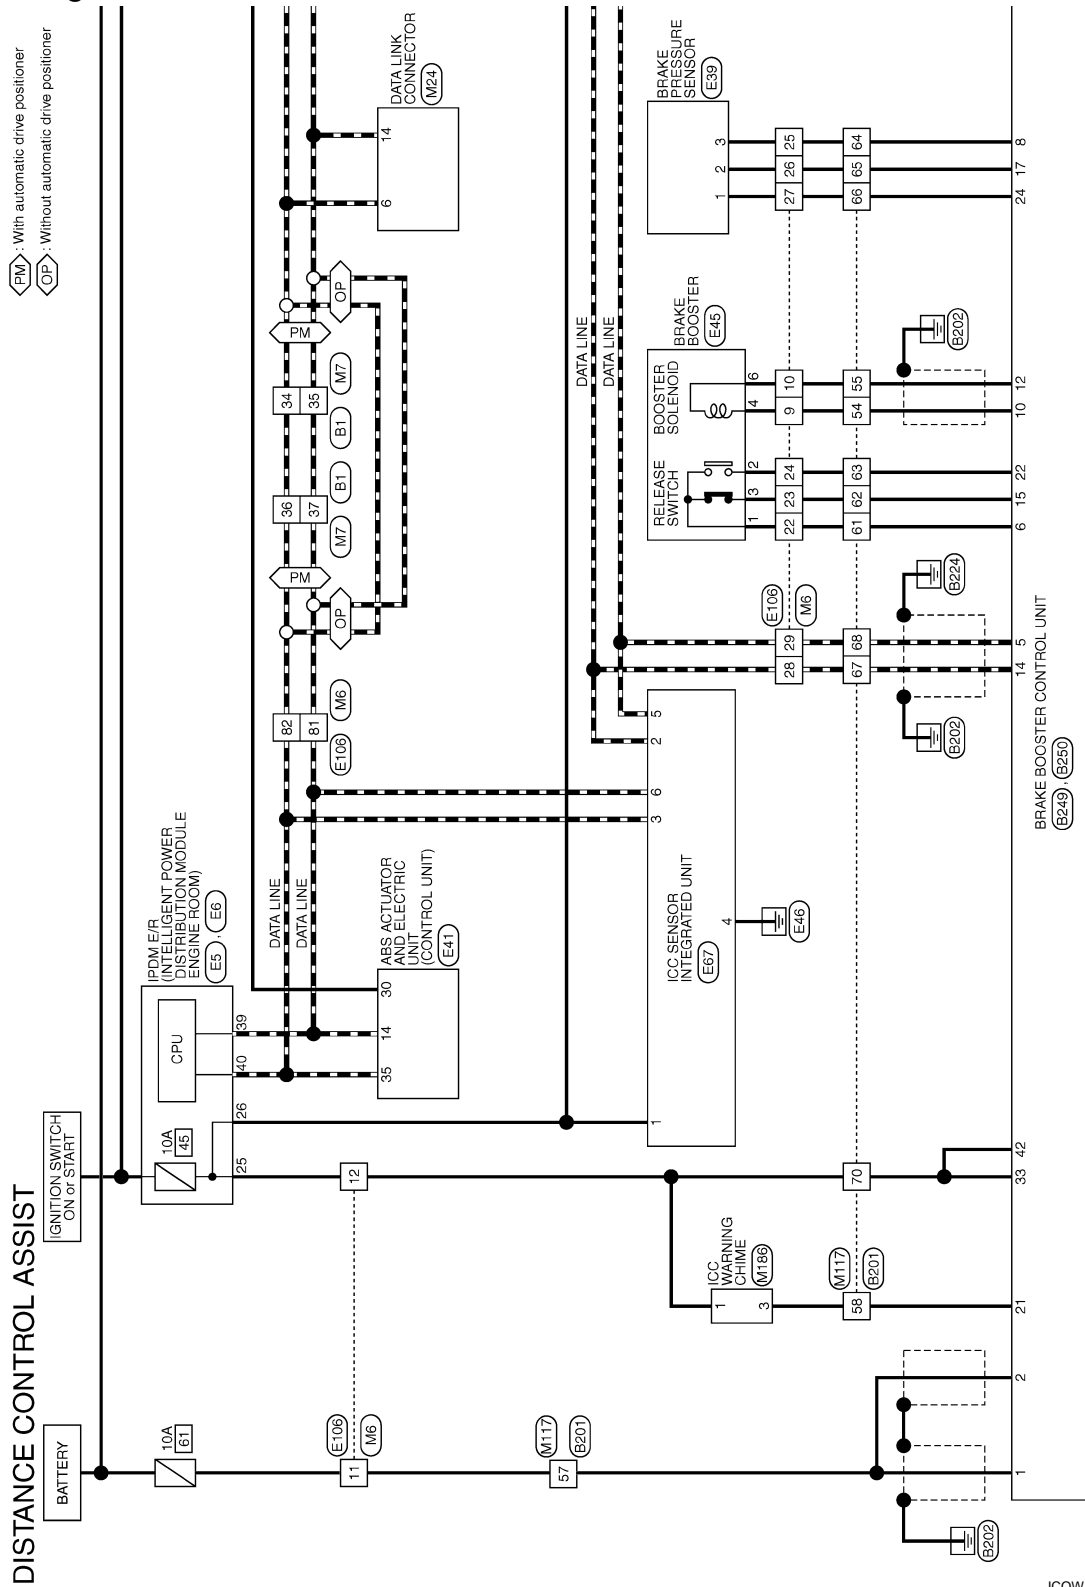 DISTANCE CONTROL ASSIST
PM : With automatic drive positioner
OP : Without automatic drive positioner
BATTERY
IGNITION SWITCH
ON or START
10A
61
10A
45
CPU
IPDM E/R
(INTELLIGENT POWER
DISTRIBUTION MODULE
ENGINE ROOM)
E5 , E6
25
26
40
39
DATA LINE
DATA LINE
E106
M6
11
12
82
81
E106
M6
OP
PM
36
37
M7
B1
34
35
B1
M7
PM
OP
35
14
30
ABS ACTUATOR
AND ELECTRIC
UNIT
(CONTROL UNIT)
E41
6
14
DATA LINK
CONNECTOR
M24
M117
B201
57
DATA LINE
DATA LINE
1
3
6
2
5
ICC SENSOR
INTEGRATED UNIT
E67
4
E46
RELEASE
SWITCH
BOOSTER
SOLENOID
BRAKE
BOOSTER
E45
1
3
2
4
6
BRAKE
PRESSURE
SENSOR
E39
1
2
3
1
3
ICC
WARNING
CHIME
M186
28
29
E106
M6
22
23
24
9
10
27
26
25
M117
B201
58
70
67
68
61
62
63
54
55
66
65
64
B202
B202
B224
B202
1
2
21
33
42
14
5
6
15
22
10
12
24
17
8
BRAKE BOOSTER CONTROL UNIT
B249 , B250